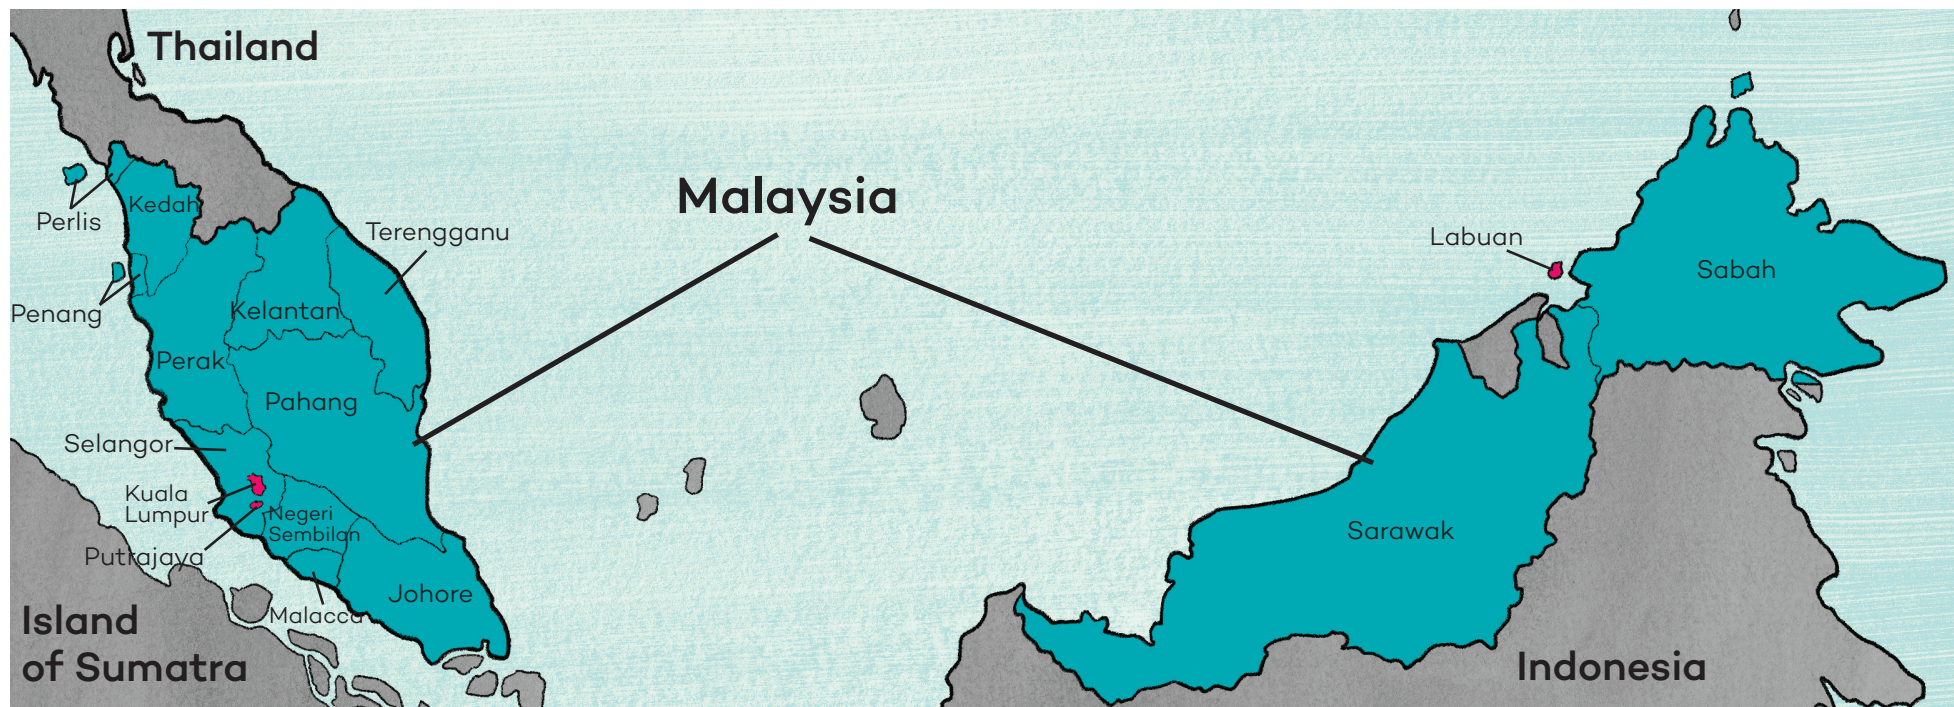 Thailand
Malaysia
Perlis
Kedah
Terengganu
Labuan
Sabah
Penang
Kelantan
Perak
Pahang
Selangor
Kuala
Lumpur
Negeri
Sembilan
Putrajaya
Sarawak
Johore
Malacca
Island
of Sumatra
Indonesia